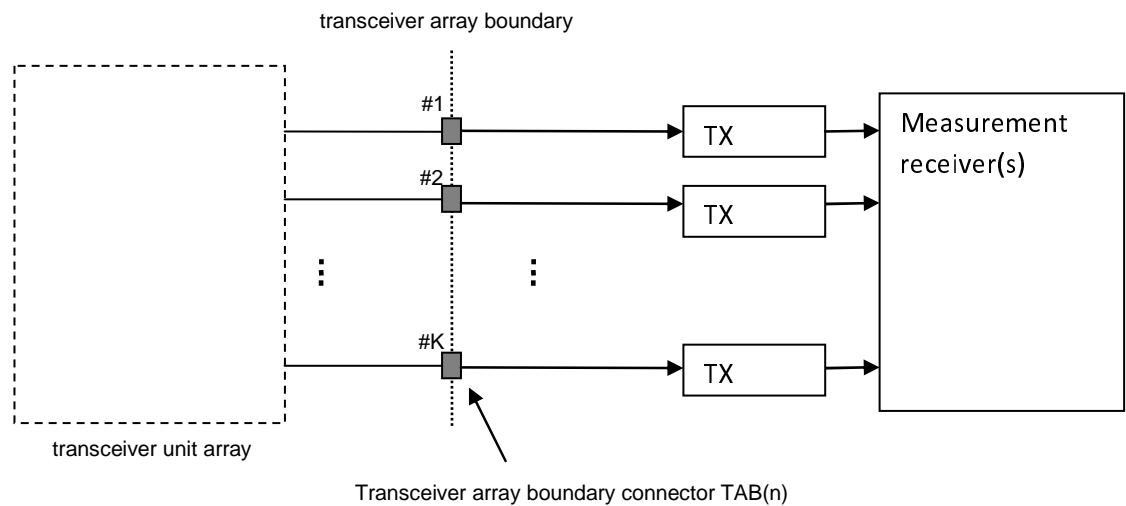 transceiver array boundary
#1
TX
Measurement
receiver(s)
#2
TX
#K
TX
transceiver unit array
Transceiver array boundary connector TAB(n)